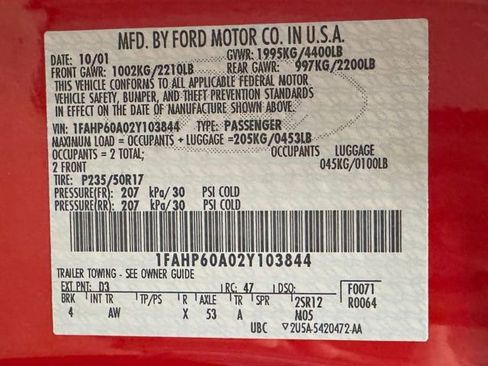 MFD. BY FORD MOTOR CO. IN U.S.A.
DATE: 10/01 GVWR: 1995KG/4400LB
FRONT GAWR: 1002KG/2210LB REAR GAWR: 997KG/2200LB
THIS VEHICLE CONFORMS TO ALL APPLICABLE FEDERAL MOTOR
VEHICLE SAFETY, BUMPER, AND THEFT PREVENTION STANDARDS
IN EFFECT ON THE DATE OF MANUFACTURE SHOWN ABOVE.
VIN: 1FAHP60A02Y103844 TYPE: PASSENGER
MAXIMUM LOAD = OCCUPANTS + LUGGAGE =205KG/0453LB
OCCUPANTS = 2 TOTAL; OCCUPANTS LUGGAGE
2 FRONT 045KG/0100LB
TIRE: P235/50R17
PRESSURE(FR): 207 kPa/30 PSI COLD
PRESSURE(RR): 207 kPa/30 PSI COLD
1FAHP60A02Y103844
TRAILER TOWING - SEE OWNER GUIDE
EXT PNT: D3 RC: 47 F0071
BRK INT TR TP/PS R AXLE TR SPR 2SR12 R0064
4 AW X 53 A N05
UBC ▽2U5A-5420472-AA